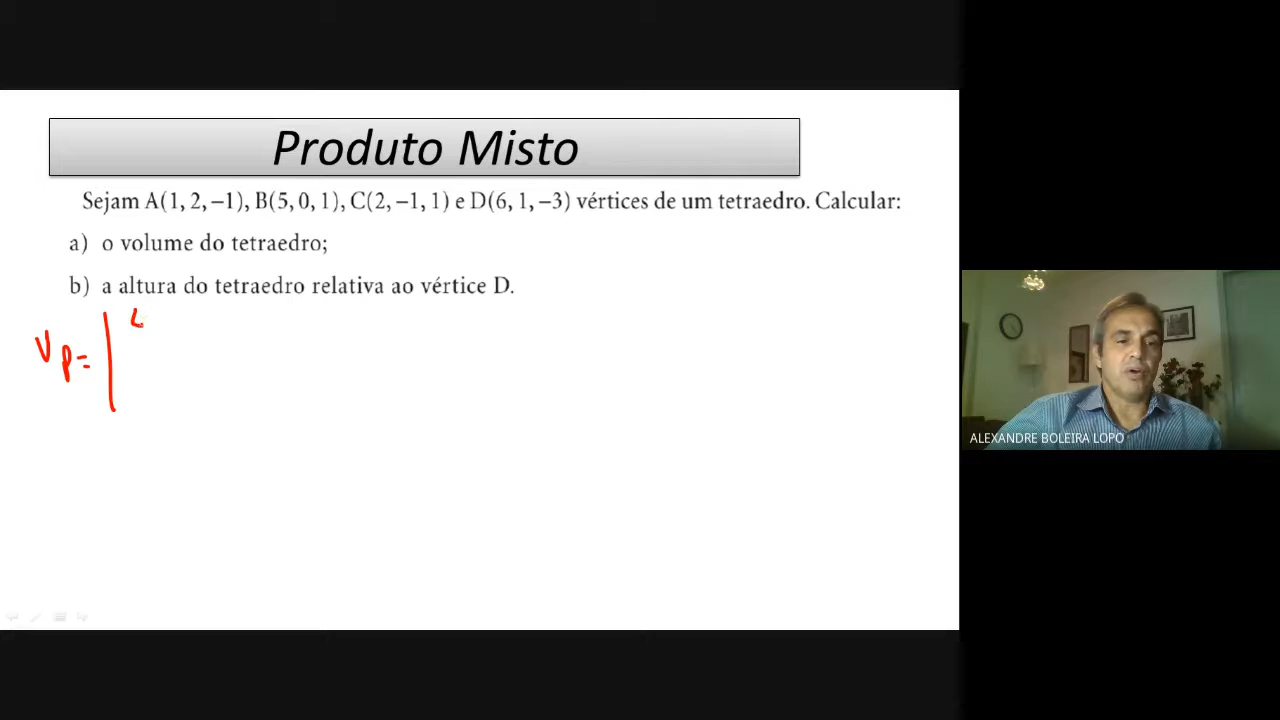 Produto Misto
Sejam A(1, 2, −1), B(5, 0, 1), C(2, −1, 1) e D(6, 1, −3) vértices de um tetraedro. Calcular:
a) o volume do tetraedro;
b) a altura do tetraedro relativa ao vértice D.
V P = |
ALEXANDRE BOLEIRA LOPO